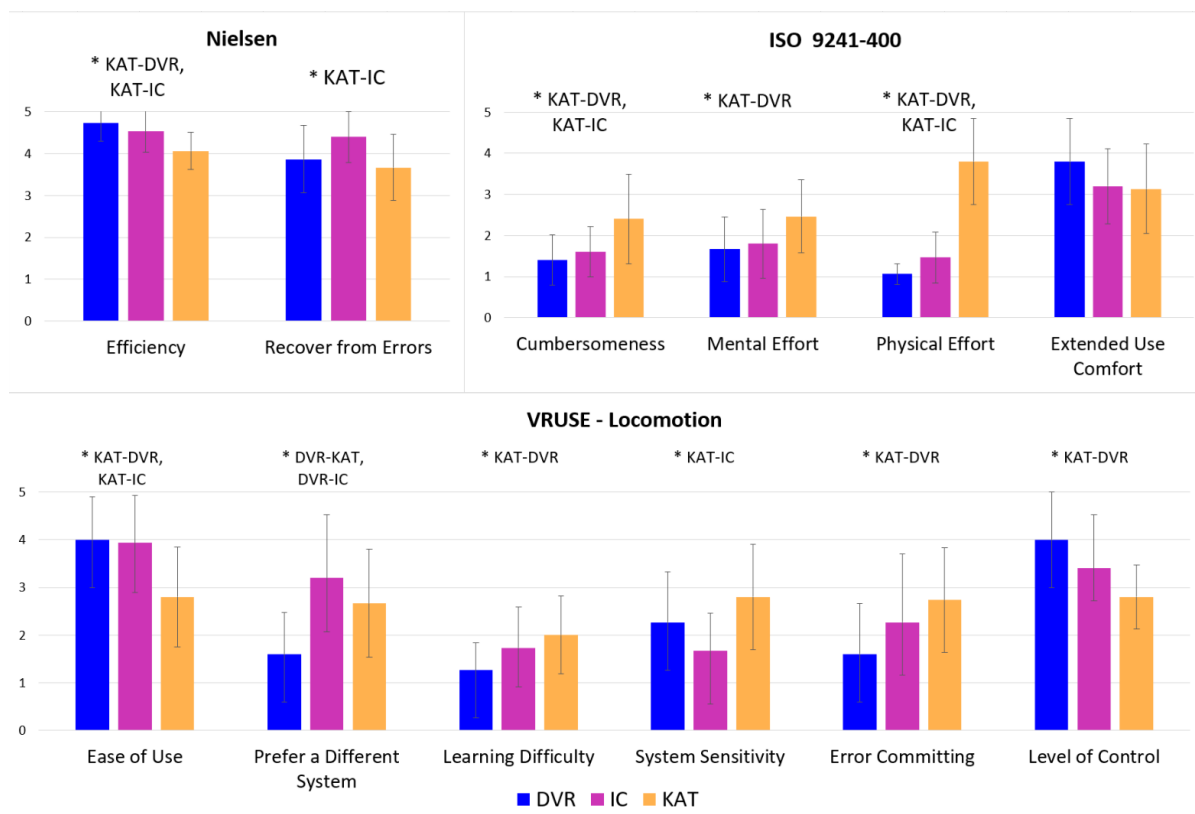 Nielsen
* KAT-DVR,
KAT-IC
* KAT-IC
5
4
3
2
1
0
Efficiency
Recover from Errors
ISO 9241-400
* KAT-DVR,
KAT-IC
* KAT-DVR
* KAT-DVR,
KAT-IC
5
4
3
2
1
0
Cumbersomeness
Mental Effort
Physical Effort
Extended Use
Comfort
VRUSE - Locomotion
* KAT-DVR,
KAT-IC
* DVR-KAT,
DVR-IC
* KAT-DVR
* KAT-IC
* KAT-DVR
* KAT-DVR
5
4
3
2
1
0
Ease of Use
Prefer a Different
System
Learning Difficulty
System Sensitivity
Error Committing
Level of Control
DVR IC KAT